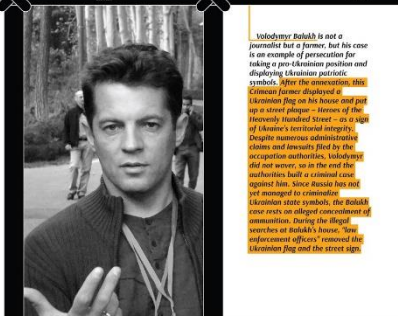 Volodymyr Balukh is not a
journalist but a farmer, but his case
is an example of persecution for
taking a pro-Ukrainian position and
displaying Ukrainian patriotic
symbols. After the annexation, this
Crimean farmer displayed a
Ukrainian flag on his house and put
up a street plaque – Heroes of the
Heavenly Hundred Street – as a sign
of Ukraine's territorial integrity.
Despite numerous administrative
claims and lawsuits filed by the
occupation authorities, Volodymyr
did not waver, so in the end the
authorities built a criminal case
against him. Since Russia has not
yet managed to criminalize
Ukrainian state symbols, the Balukh
case rests on alleged concealment of
ammunition. During the illegal
searches at Balukh's house, "law
enforcement officers" removed the
Ukrainian flag and the street sign.